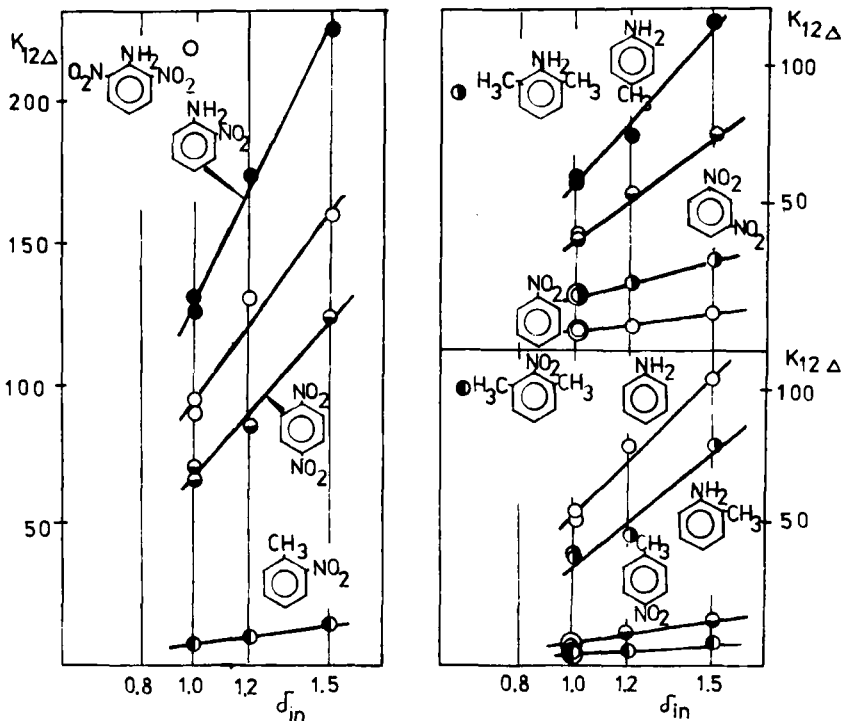 K12Δ
200
150
100
50
NH2
O2N NO2
NH2
NO2
NO2
NO2
CH3
NO2
0.8 1.0 1.2 1.5
δin
K12Δ
100
50
NH2
H3C CH3
NH2
CH3
NO2
NO2
NO2
K12Δ
100
50
NO2
H3C CH3
NH2
NH2
CH3
CH3
NO2
0.8 1.0 1.2 1.5
δin